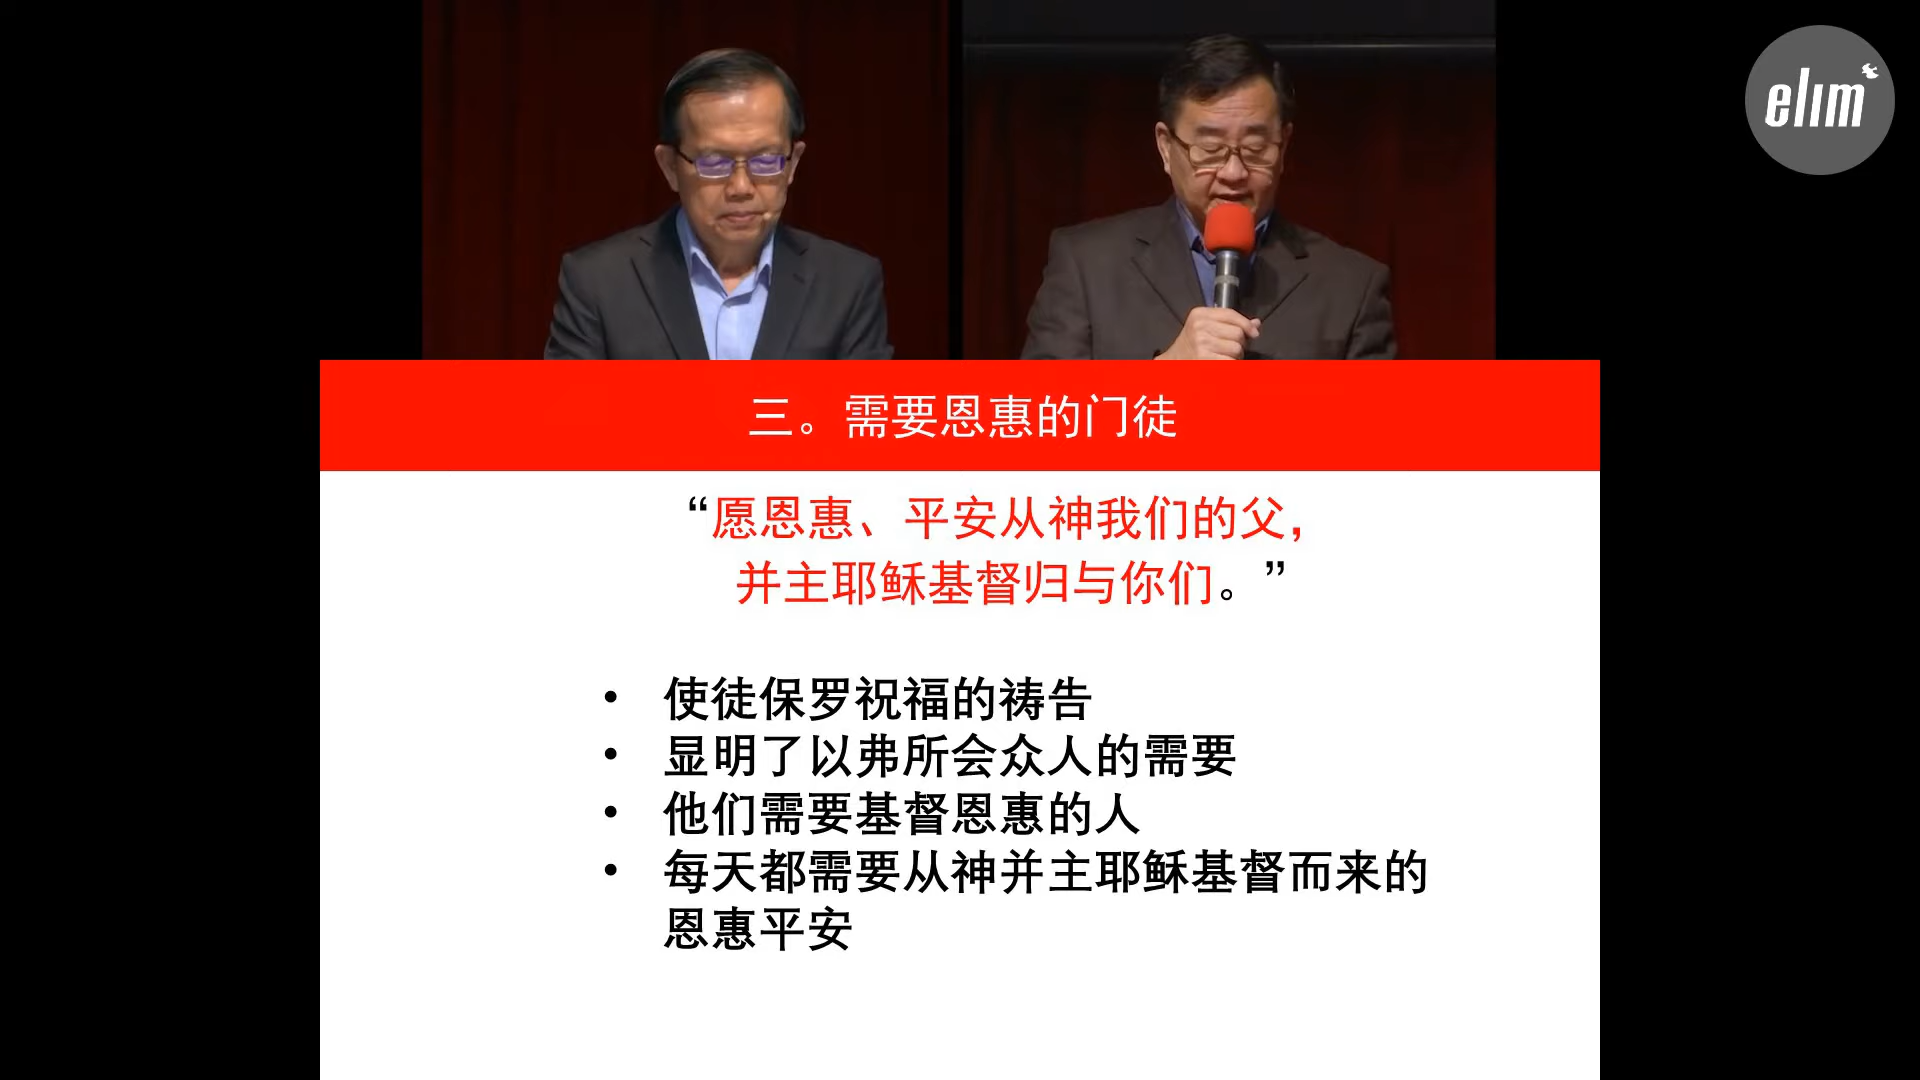 elim
三。需要恩惠的门徒
“愿恩惠、平安从神我们的父，
并主耶稣基督归与你们。”
• 使徒保罗祝福的祷告
• 显明了以弗所会众人的需要
• 他们需要基督恩惠的人
• 每天都需要从神并主耶稣基督而来的
恩惠平安